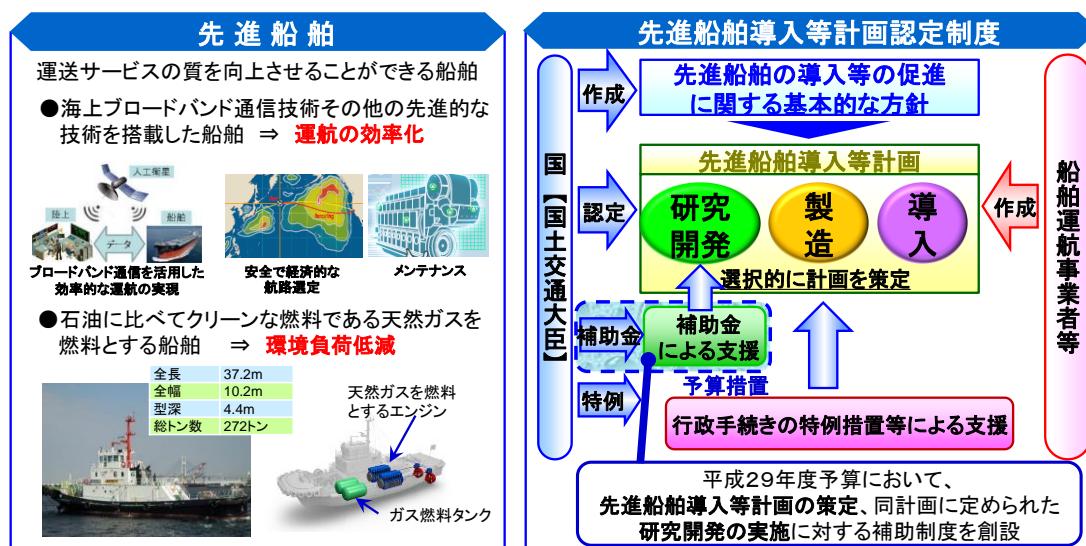 先進船舶
運送サービスの質を向上させることができる船舶
●海上ブロードバンド通信技術その他の先進的な
技術を搭載した船舶 ⇒ 運航の効率化
人工衛星
陸上
船舶
データ
ブロードバンド通信を活用した
効率的な運航の実現
安全で経済的な
航路選定
メンテナンス
●石油に比べてクリーンな燃料である天然ガスを
燃料とする船舶 ⇒ 環境負荷低減
全長 37.2m
全幅 10.2m
型深 4.4m
総トン数 272トン
天然ガスを燃料
とするエンジン
ガス燃料タンク
先進船舶導入等計画認定制度
国【国土交通大臣】
作成
先進船舶の導入等の促進
に関する基本的な方針
認定
先進船舶導入等計画
研究
開発
製造
導入
選択的に計画を策定
作成
船舶運航事業者等
補助金
補助金
による支援
予算措置
特例
行政手続きの特例措置等による支援
平成29年度予算において、
先進船舶導入等計画の策定、同計画に定められた
研究開発の実施に対する補助制度を創設